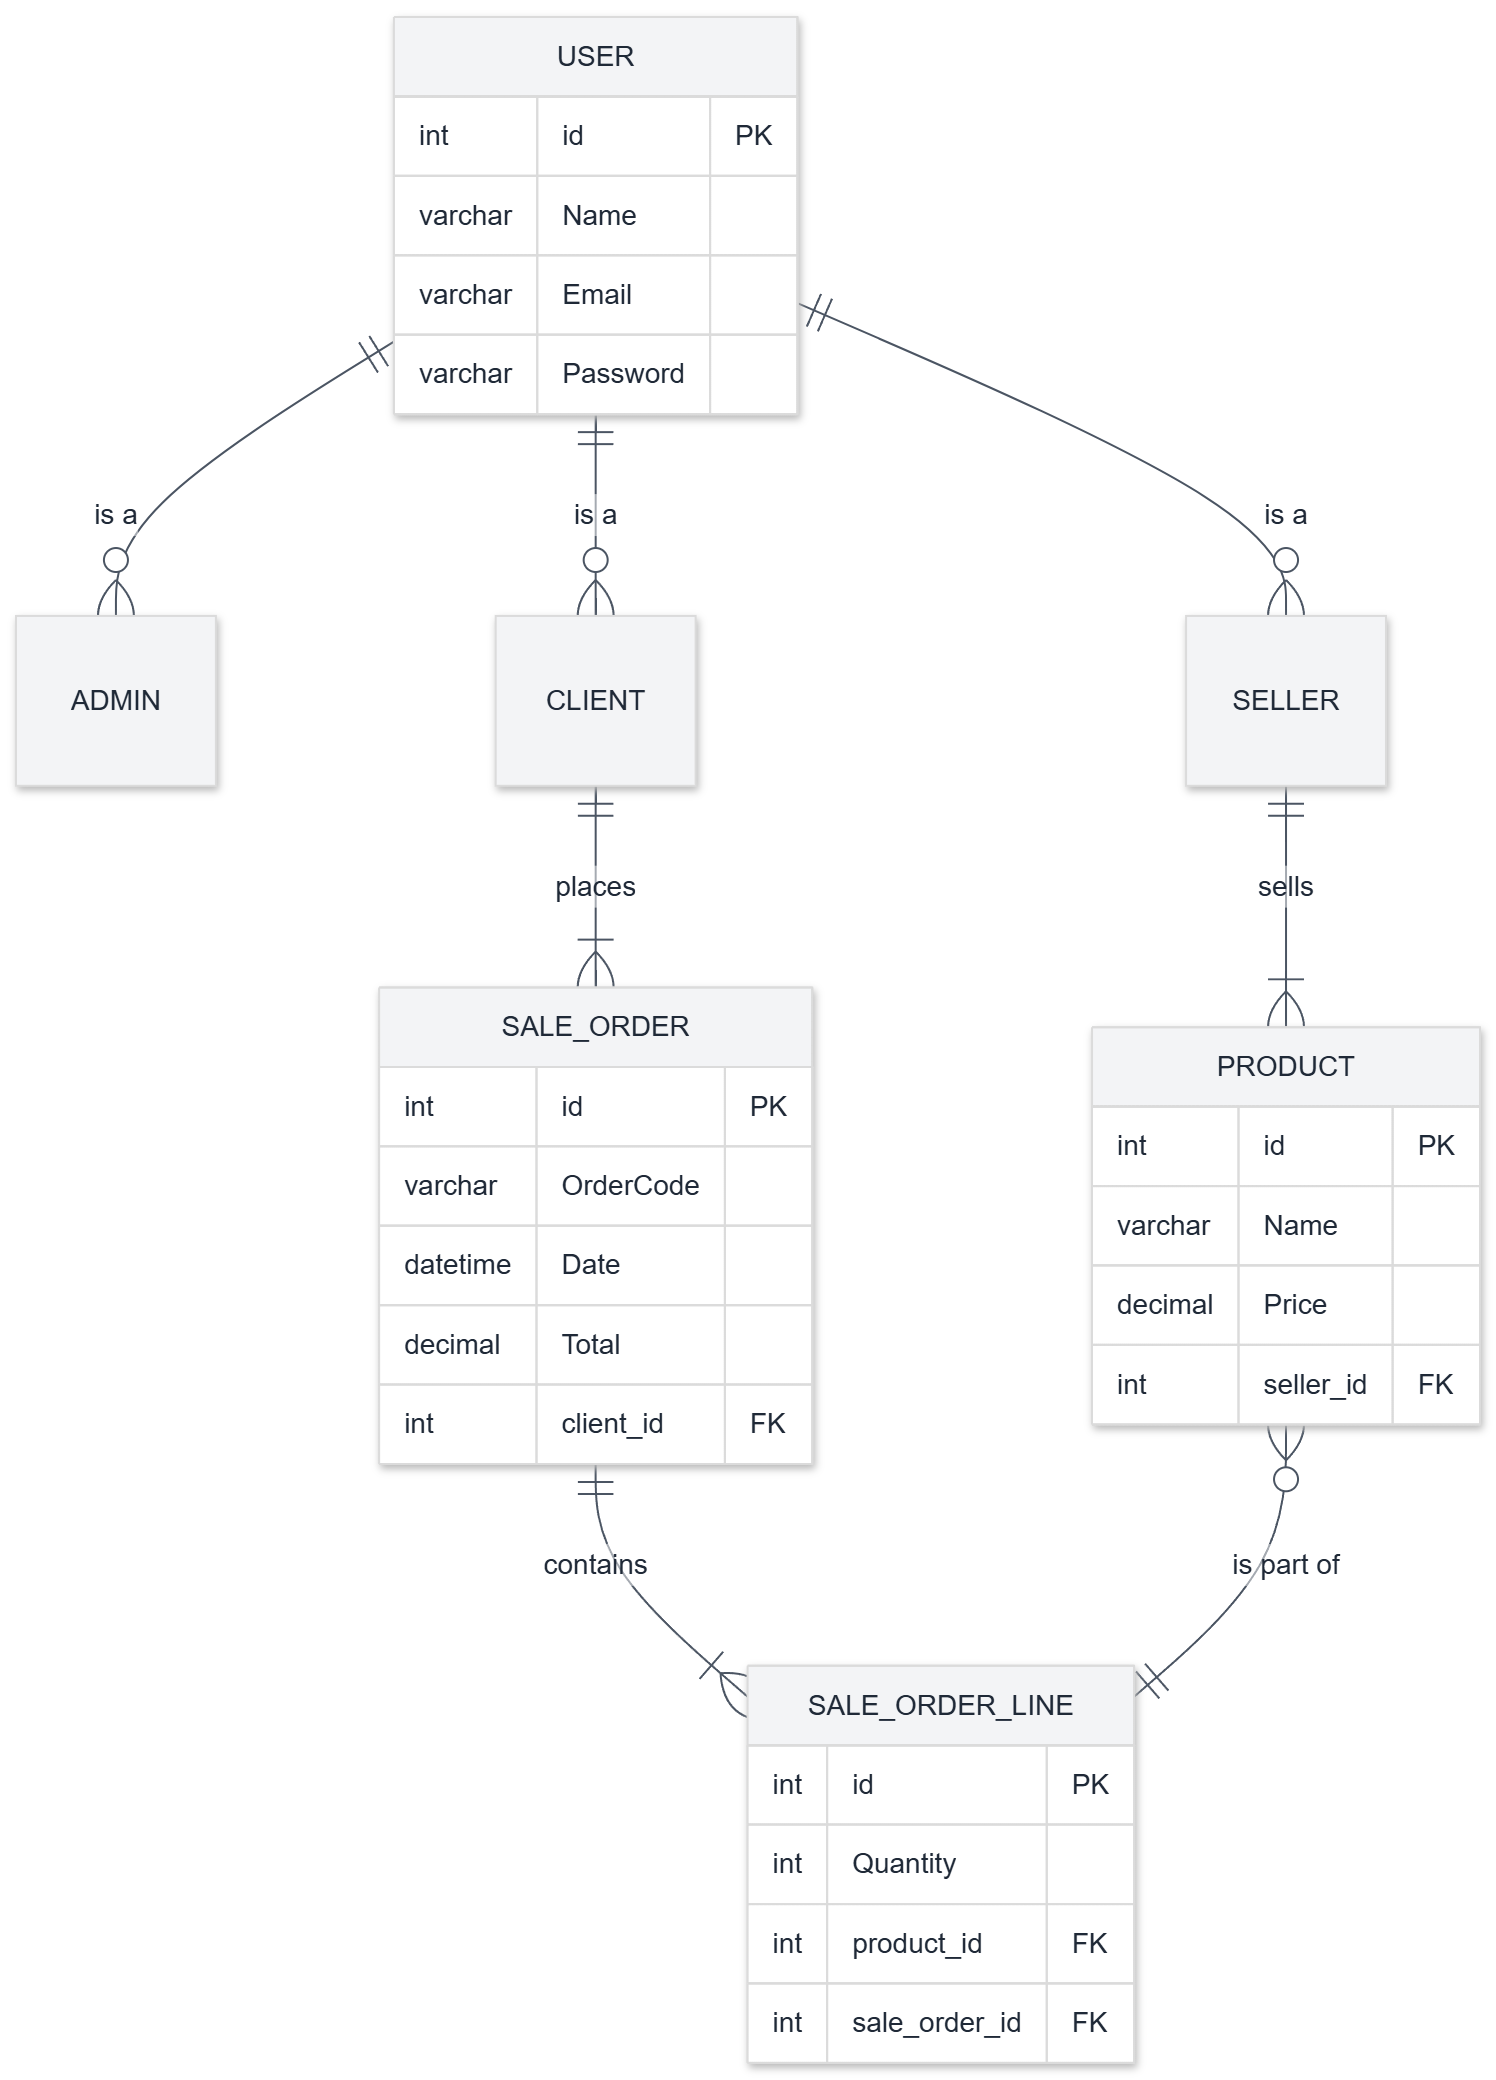 USER
int id PK
varchar Name
varchar Email
varchar Password
is a is a is a
ADMIN CLIENT SELLER
places sells
SALE_ORDER
int id PK
varchar OrderCode
datetime Date
decimal Total
int client_id FK
PRODUCT
int id PK
varchar Name
decimal Price
int seller_id FK
contains is part of
SALE_ORDER_LINE
int id PK
int Quantity
int product_id FK
int sale_order_id FK